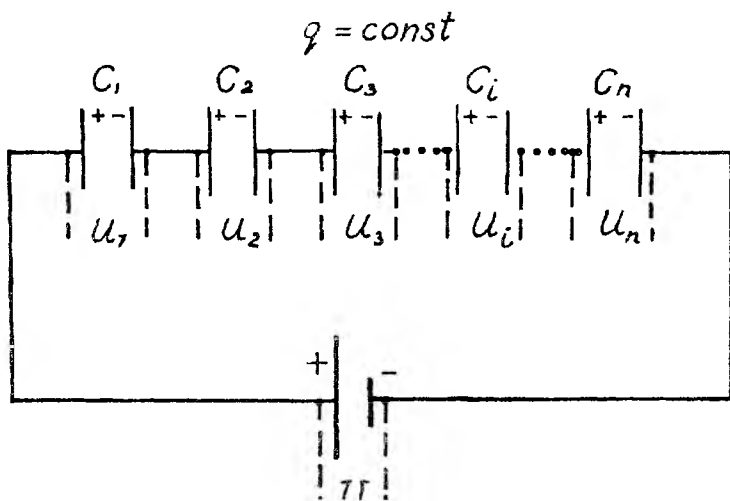 q = const
C₁ C₂ C₃ Cᵢ Cₙ
+ - + - + - + - + -
U₁ U₂ U₃ Uᵢ Uₙ
+ -